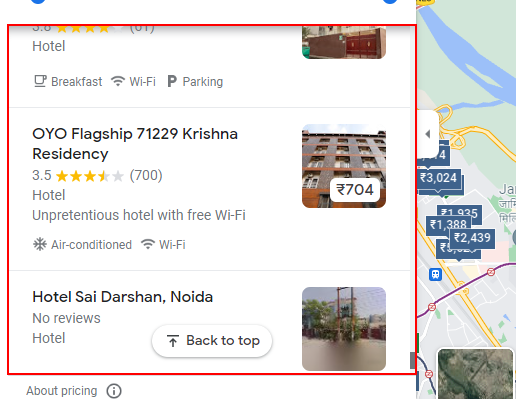 3.8 (61)
Hotel
Breakfast Wi-Fi Parking
OYO Flagship 71229 Krishna
Residency
3.5 (700)
Hotel
Unpretentious hotel with free Wi-Fi
Air-conditioned Wi-Fi
₹704
Hotel Sai Darshan, Noida
No reviews
Hotel
Back to top
About pricing
₹3,024
₹1,935
₹1,388
₹2,439